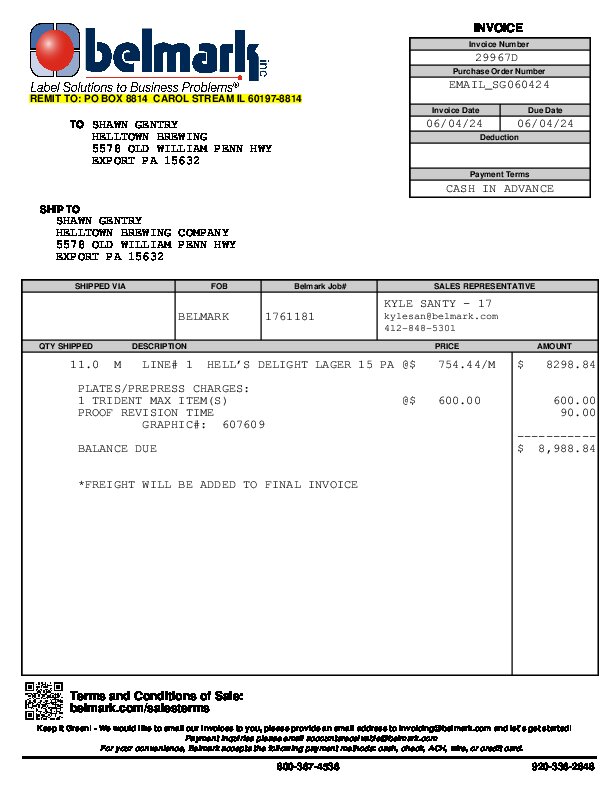 belmark inc
Label Solutions to Business Problems®
REMIT TO: PO BOX 8814 CAROL STREAM IL 60197-8814
INVOICE
Invoice Number
29967D
Purchase Order Number
EMAIL_SG060424
Invoice Date Due Date
06/04/24 06/04/24
Deduction
Payment Terms
CASH IN ADVANCE
TO SHAWN GENTRY
HELLTOWN BREWING
5578 OLD WILLIAM PENN HWY
EXPORT PA 15632
SHIP TO
SHAWN GENTRY
HELLTOWN BREWING COMPANY
5578 OLD WILLIAM PENN HWY
EXPORT PA 15632
SHIPPED VIA FOB Belmark Job# SALES REPRESENTATIVE
KYLE SANTY - 17
BELMARK 1761181 kylesan@belmark.com
412-848-5301
QTY SHIPPED DESCRIPTION PRICE AMOUNT
11.0 M LINE# 1 HELL'S DELIGHT LAGER 15 PA @$ 754.44/M $ 8298.84
PLATES/PREPRESS CHARGES:
1 TRIDENT MAX ITEM(S) @$ 600.00 600.00
PROOF REVISION TIME 90.00
GRAPHIC#: 607609
-----------
BALANCE DUE $ 8,988.84
*FREIGHT WILL BE ADDED TO FINAL INVOICE
Terms and Conditions of Sale:
belmark.com/salesterms
Keep it Green! - We would like to email our invoices to you, please provide an email address to invoicing@belmark.com and let's get started!
Payment inquiries please email accountsreceivable@belmark.com
For your convenience, Belmark accepts the following payment methods: cash, check, ACH, wire, or credit card.
800-367-4536 920-336-2848